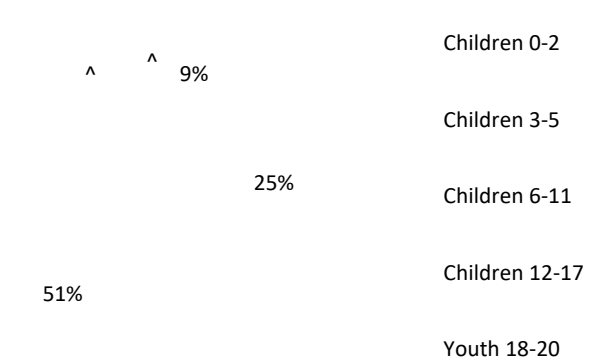 Children 0-2
^
^
9%
Children 3-5
25%
Children 6-11
Children 12-17
51%
Youth 18-20